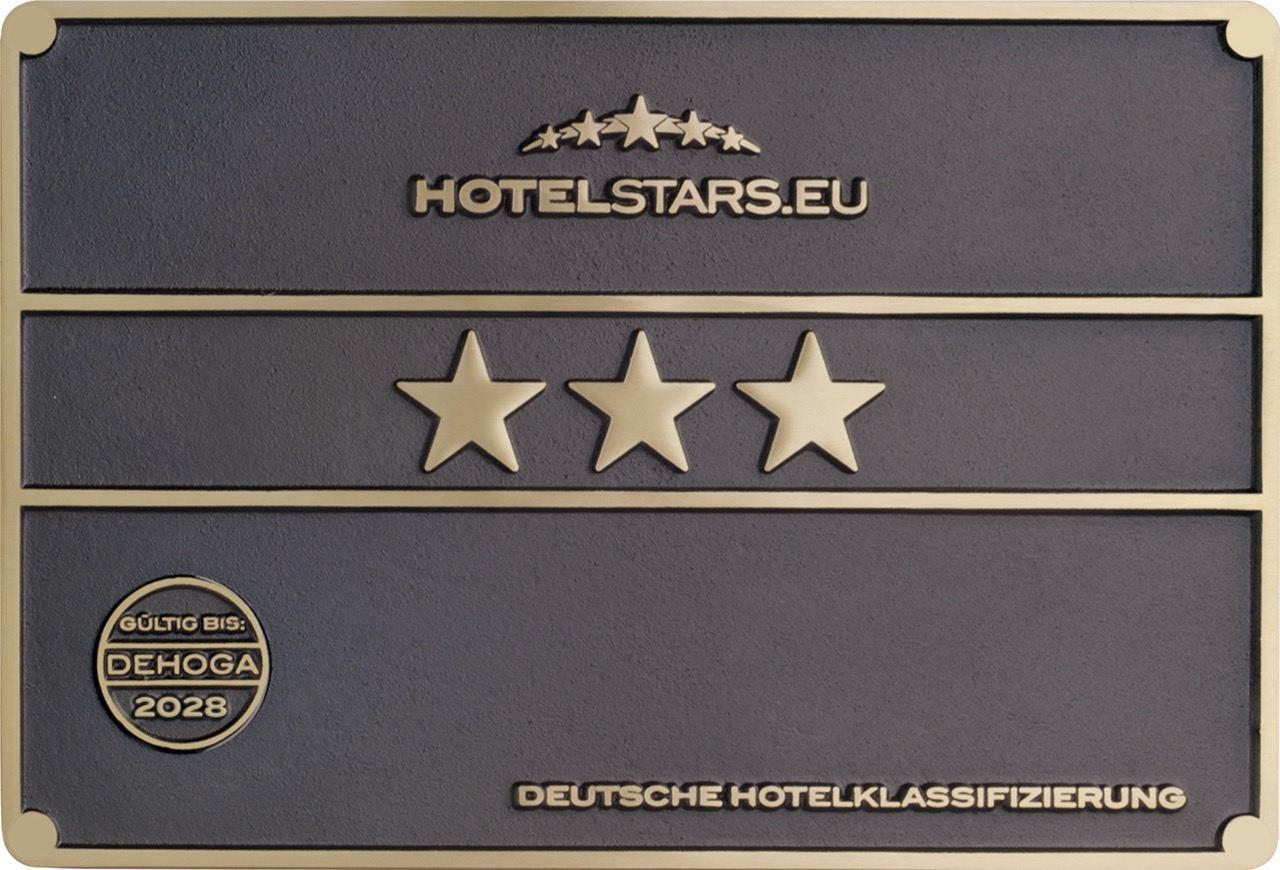 HOTELSTARS.EU
GÜLTIG BIS:
DEHOGA
2028
DEUTSCHE HOTELKLASSIFIZIERUNG